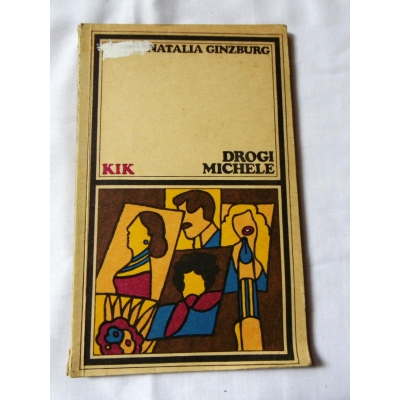 NATALIA GINZBURG
DROGI
MICHELE
KIK